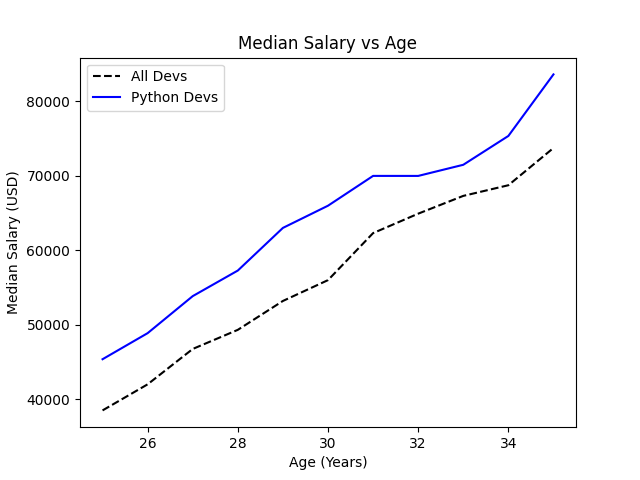 Median Salary vs Age
All Devs
Python Devs
80000
70000
60000
50000
40000
Median Salary (USD)
26 28 30 32 34
Age (Years)